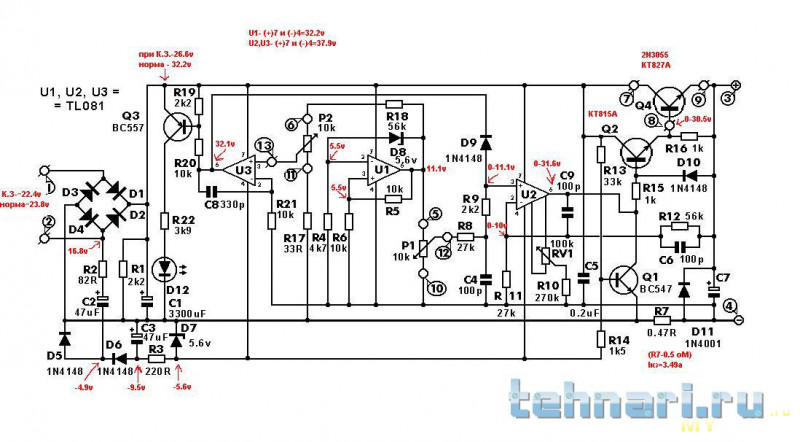 U1- (+)7 и (-)4=32.2v
U2,U3- (+)7 и (-)4=37.9v
при К.З.-26.6v
норма - 32.2v
2N3055
КТ827А
U1, U2, U3 =
= TL081
Q3
BC557
R19
2k2
R20
10k
32.1v
13
U3
6
P2
10k
11
R18
56k
D8
5,6v
5.5v
5.5v
U1
11.1v
10k
R5
D9
1N4148
0-11.1v
0-31.6v
U2
C9
100p
КТ815А
Q2
R13
33k
7
Q4
9
3
8
0-30.5v
R16
1k
D10
1N4148
R15
1k
К.З.-22.4v
норма=23.8v
1
2
D3
D1
D4
D2
16.8v
R22
3k9
C8
330p
R21
10k
R17
33R
R4
4k7
R6
10k
5
P1
10k
12
10
R8
27k
R9
2k2
0-10v
C4
100p
R
11
27k
100k
RV1
R10
270k
C5
0.2uF
R12
56k
C6
100p
Q1
BC547
C7
R2
82R
C2
47uF
R1
2k2
D12
C1
3300uF
C3
47uF
D7
5.6v
D5
1N4148
D6
1N4148
R3
220R
-4.9v
-9.5v
-5.6v
R14
1k5
R7
0.47R
(R7-0.5 оМ)
Iкз=3.49а
D11
1N4001
4
tehnari.ru
MY